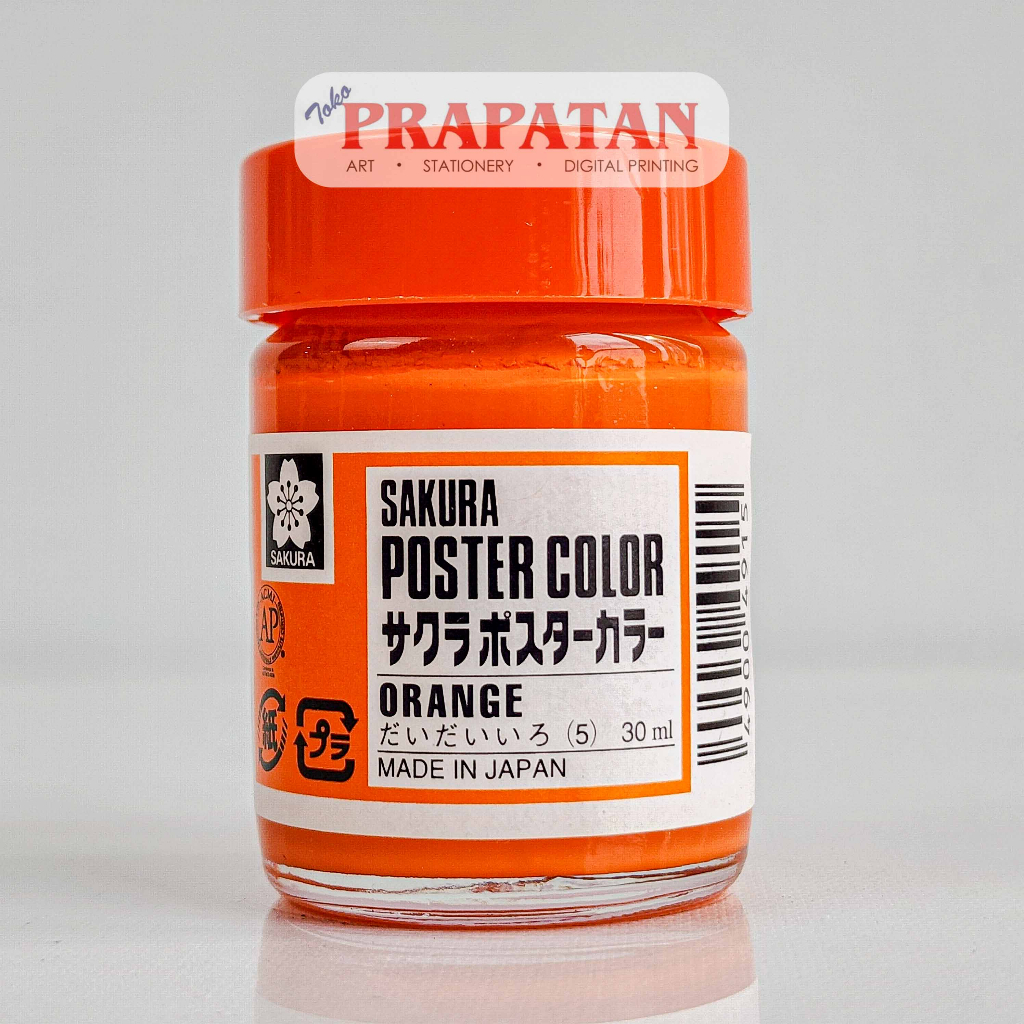 Toko
PRAPATAN
ART • STATIONERY • DIGITAL PRINTING
SAKURA
AP
紙
プラ
SAKURA
POSTER COLOR
サクラ ポスターカラー
ORANGE
だいだいいろ (5) 30 ml
MADE IN JAPAN